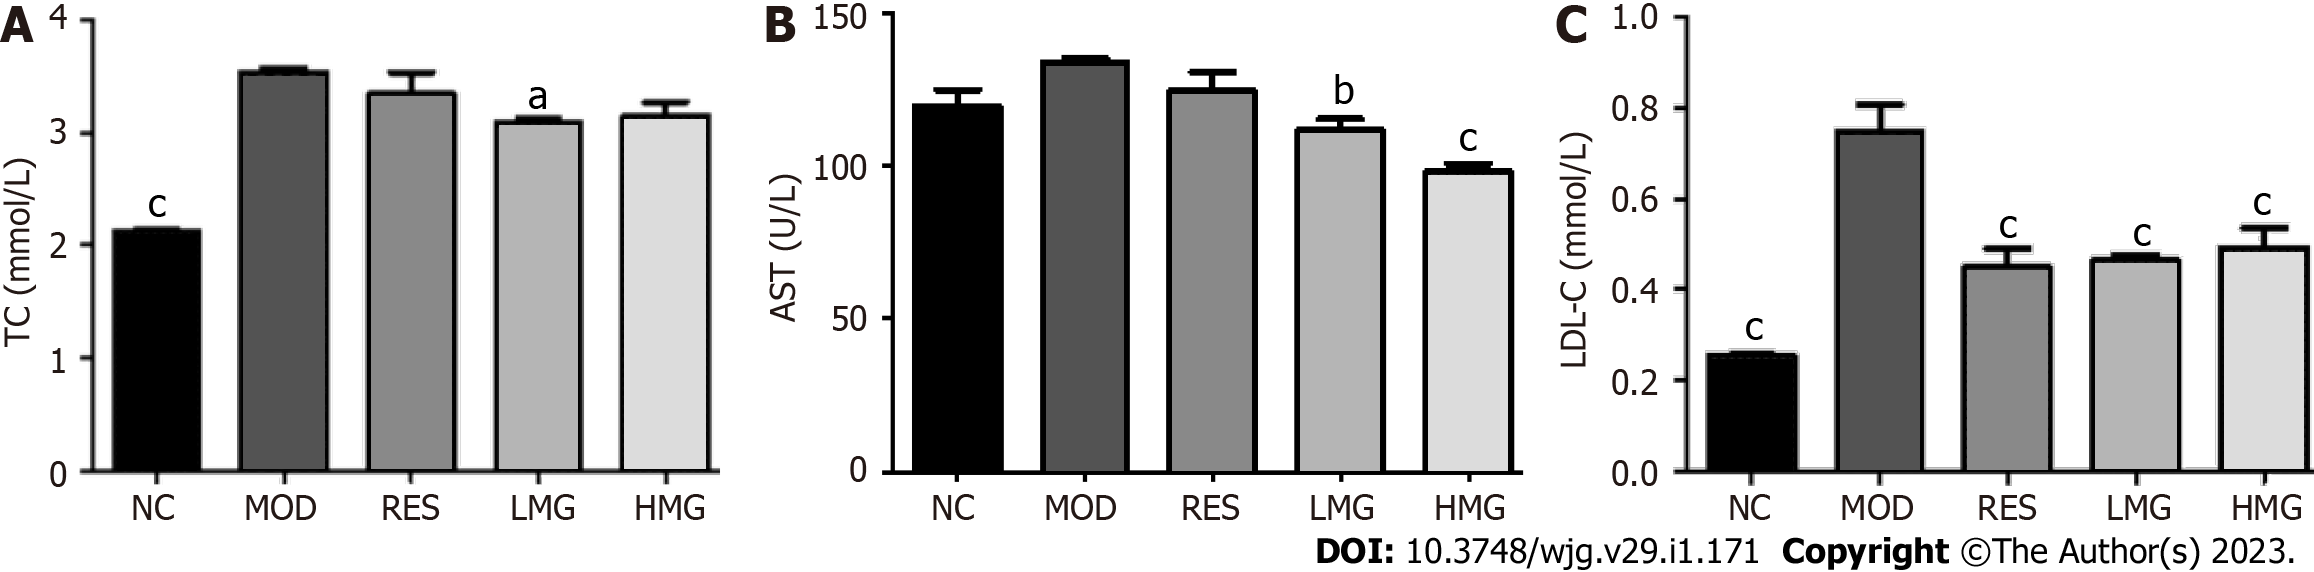 A
TC (mmol/L)
4
3
2
1
0
c
a
NC MOD RES LMG HMG
B
AST (U/L)
150
100
50
0
b
c
NC MOD RES LMG HMG
C
LDL-C (mmol/L)
1.0
0.8
0.6
0.4
0.2
0.0
c
c
c
c
NC MOD RES LMG HMG
DOI: 10.3748/wjg.v29.i1.171 Copyright ©The Author(s) 2023.